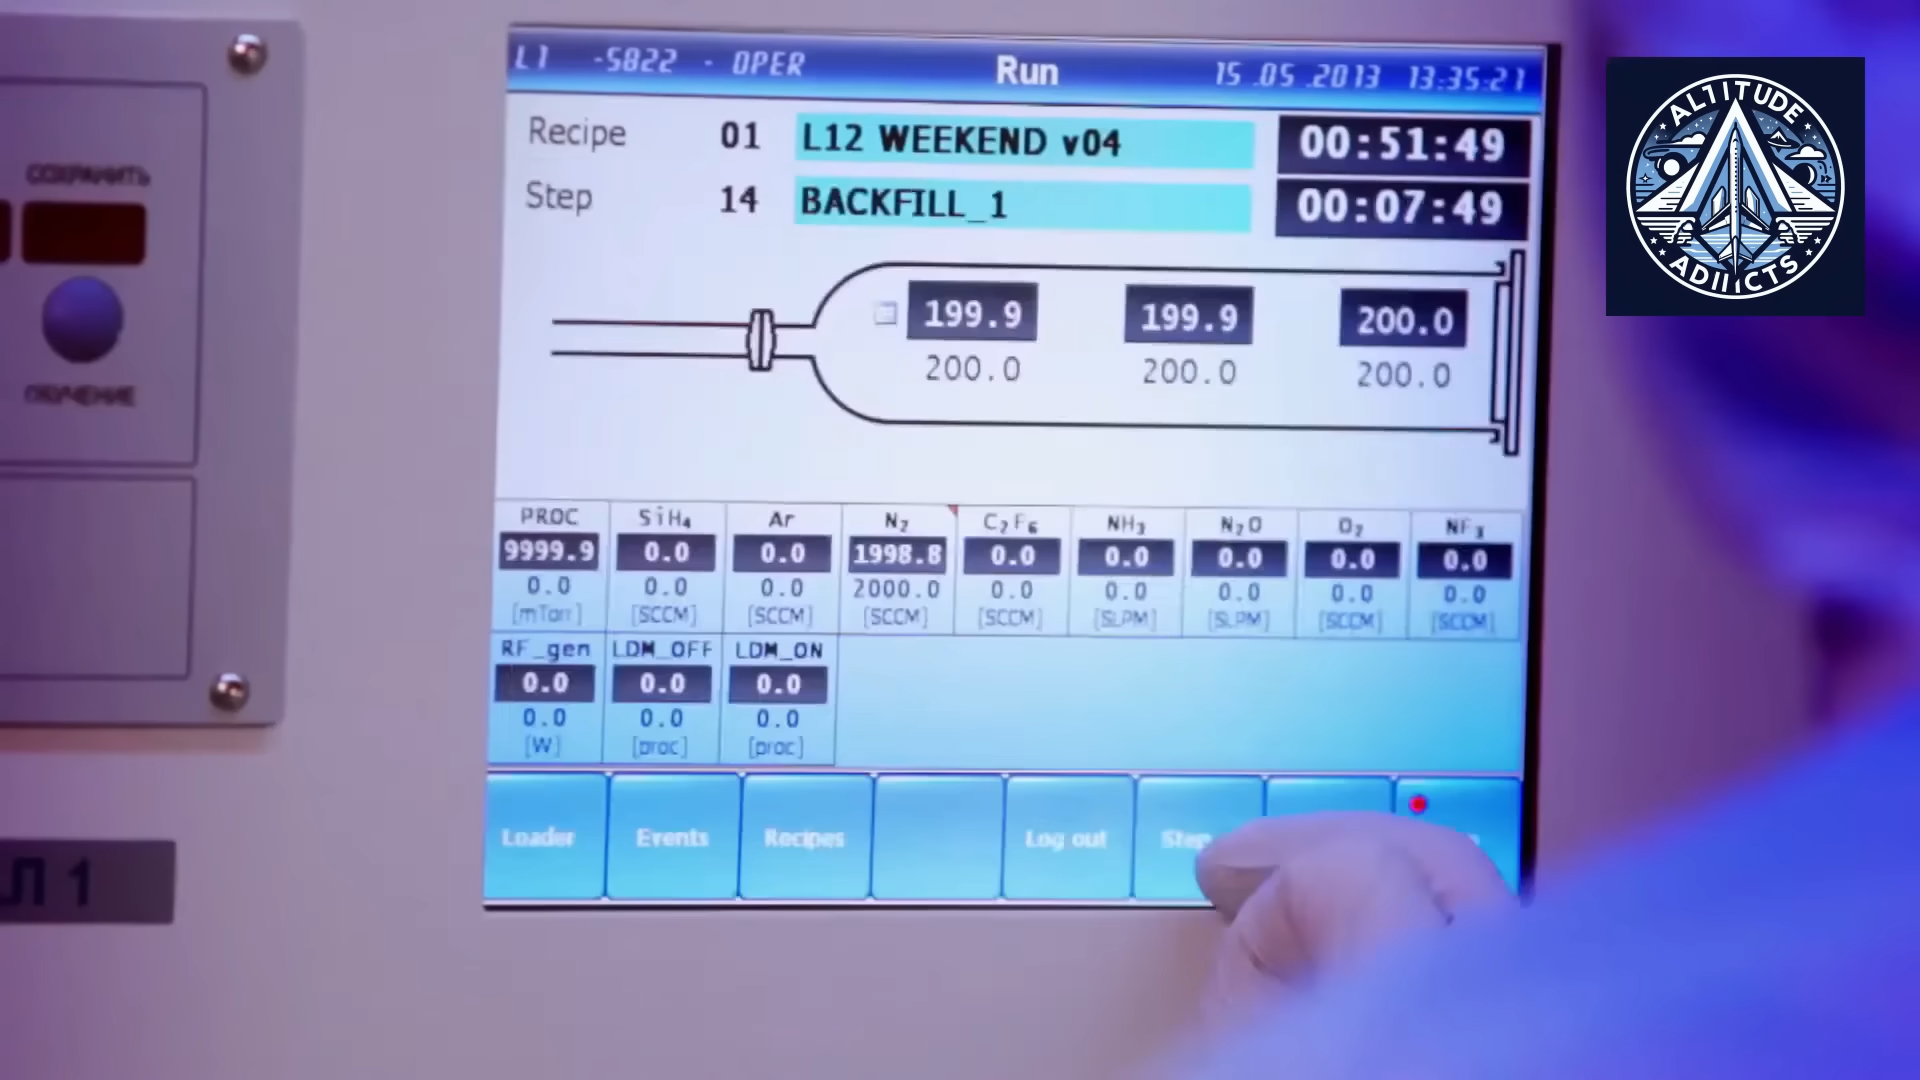 L1 -5822 - OPER Run 15.05.2013 13:35:21
Recipe 01 L12 WEEKEND v04 00:51:49
Step 14 BACKFILL_1 00:07:49
199.9 199.9 200.0
200.0 200.0 200.0
PROC SiH4 Ar N2 C2F6 NH3 N2O O2 NF3
9999.9 0.0 0.0 1998.8 0.0 0.0 0.0 0.0 0.0
0.0 0.0 0.0 2000.0 0.0 0.0 0.0 0.0 0.0
[mTorr] [SCCM] [SCCM] [SCCM] [SCCM] [SLPM] [SLPM] [SCCM] [SCCM]
RF_gen LDM_OFF LDM_ON
0.0 0.0 0.0
0.0 0.0 0.0
[W] [proc] [proc]
Loader Events Recipes Log out Step
СОХРАНИТЬ
ОБУЧЕНИЕ
Л 1
ALTITUDE